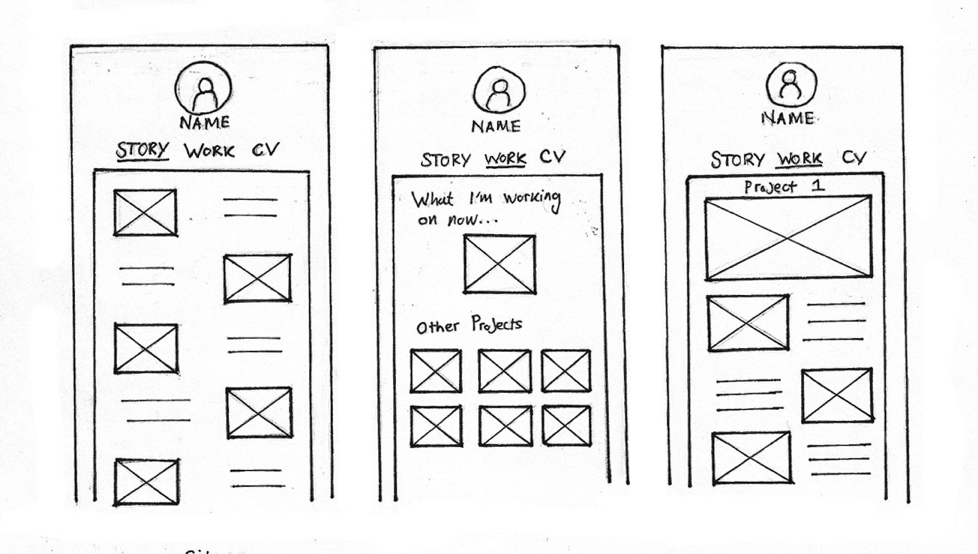 NAME
STORY WORK CV
NAME
STORY WORK CV
What I'm working
on now...
Other Projects
NAME
STORY WORK CV
Project 1